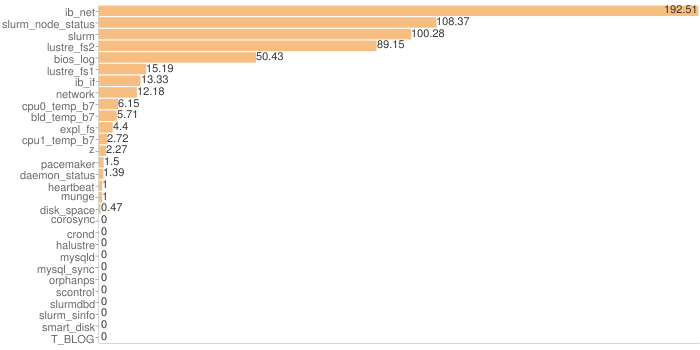 ib_net 192.51
slurm_node_status 108.37
slurm 100.28
lustre_fs2 89.15
bios_log 50.43
lustre_fs1 15.19
ib_if 13.33
network 12.18
cpu0_temp_b7 6.15
bld_temp_b7 5.71
expl_fs 4.4
cpu1_temp_b7 2.72
z 2.27
pacemaker 1.5
daemon_status 1.39
heartbeat 1
munge 1
disk_space 0.47
corosync 0
crond 0
halustre 0
mysqld 0
mysql_sync 0
orphanps 0
scontrol 0
slurmdbd 0
slurm_sinfo 0
smart_disk 0
T_BLOG 0